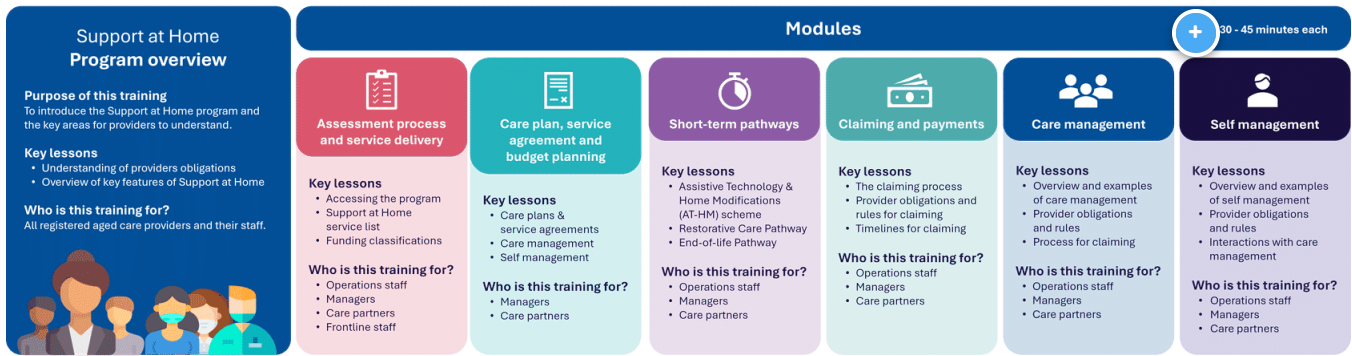 Support at Home
Program overview
Purpose of this training
To introduce the Support at Home program and
the key areas for providers to understand.
Key lessons
• Understanding of providers obligations
• Overview of key features of Support at Home
Who is this training for?
All registered aged care providers and their staff.
Modules
30 - 45 minutes each
Assessment process
and service delivery
Key lessons
• Accessing the program
• Support at Home
service list
• Funding classifications
Who is this training for?
• Operations staff
• Managers
• Care partners
• Frontline staff
Care plan, service
agreement and
budget planning
Key lessons
• Care plans &
service agreements
• Care management
• Self management
Who is this training for?
• Managers
• Care partners
Short-term pathways
Key lessons
• Assistive Technology &
Home Modifications
(AT-HM) scheme
• Restorative Care Pathway
• End-of-life Pathway
Who is this training for?
• Operations staff
• Managers
• Care partners
Claiming and payments
Key lessons
• The claiming process
• Provider obligations and
rules for claiming
• Timelines for claiming
Who is this training for?
• Operations staff
• Managers
• Care partners
Care management
Key lessons
• Overview and examples
of care management
• Provider obligations
and rules
• Process for claiming
Who is this training for?
• Operations staff
• Managers
• Care partners
Self management
Key lessons
• Overview and examples
of self management
• Provider obligations
and rules
• Interactions with care
management
Who is this training for?
• Operations staff
• Managers
• Care partners